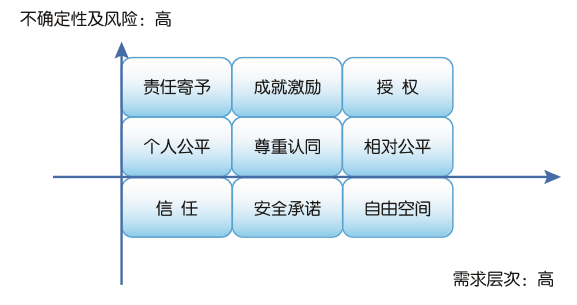 不确定性及风险：高
责任寄予 成就激励 授 权
个人公平 尊重认同 相对公平
信 任 安全承诺 自由空间
需求层次：高